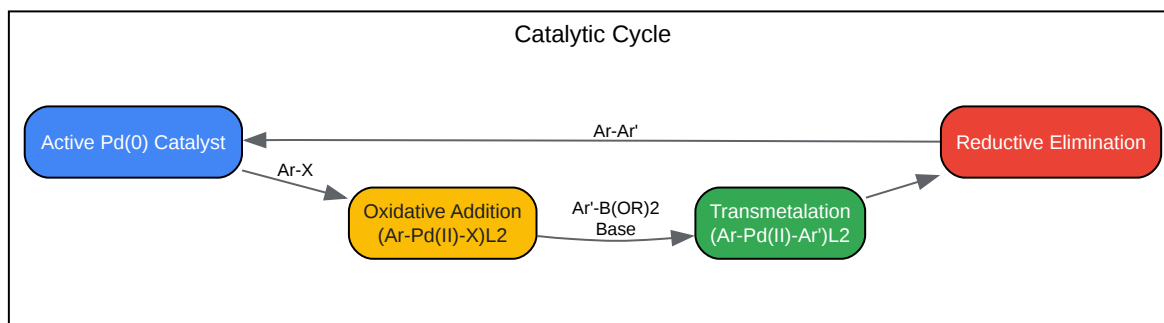 Catalytic Cycle
Active Pd(0) Catalyst
Ar-X
Oxidative Addition
(Ar-Pd(II)-X)L2
Ar'-B(OR)2
Base
Transmetalation
(Ar-Pd(II)-Ar')L2
Reductive Elimination
Ar-Ar'